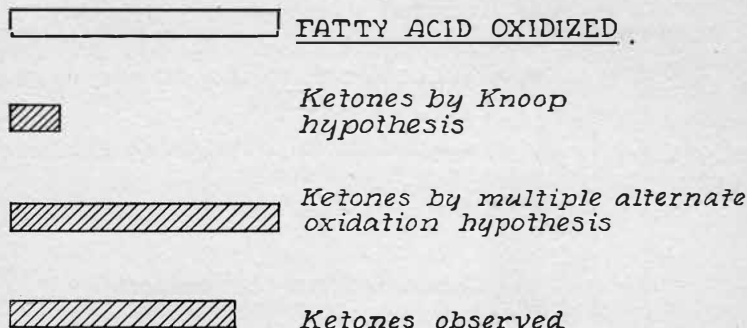 FATTY ACID OXIDIZED.
Ketones by Knoop
hypothesis
Ketones by multiple alternate
oxidation hypothesis
Ketones observed